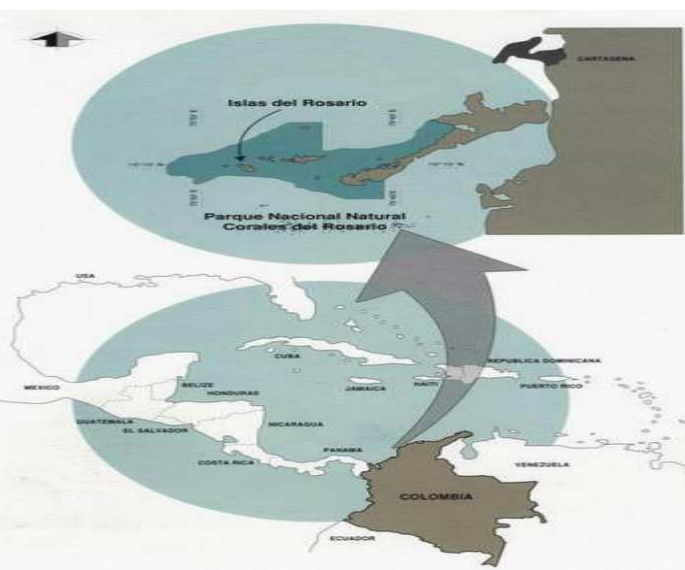 CARTAGENA
Islas del Rosario
Parque Nacional Natural
Corales del Rosario
USA
CUBA
REPUBLICA DOMINICANA
MEXICO
BELIZE
HONDURAS
JAMAICA
HAITI
PUERTO RICO
GUATEMALA
NICARAGUA
EL SALVADOR
PANAMA
COSTA RICA
VENEZUELA
COLOMBIA
ECUADOR